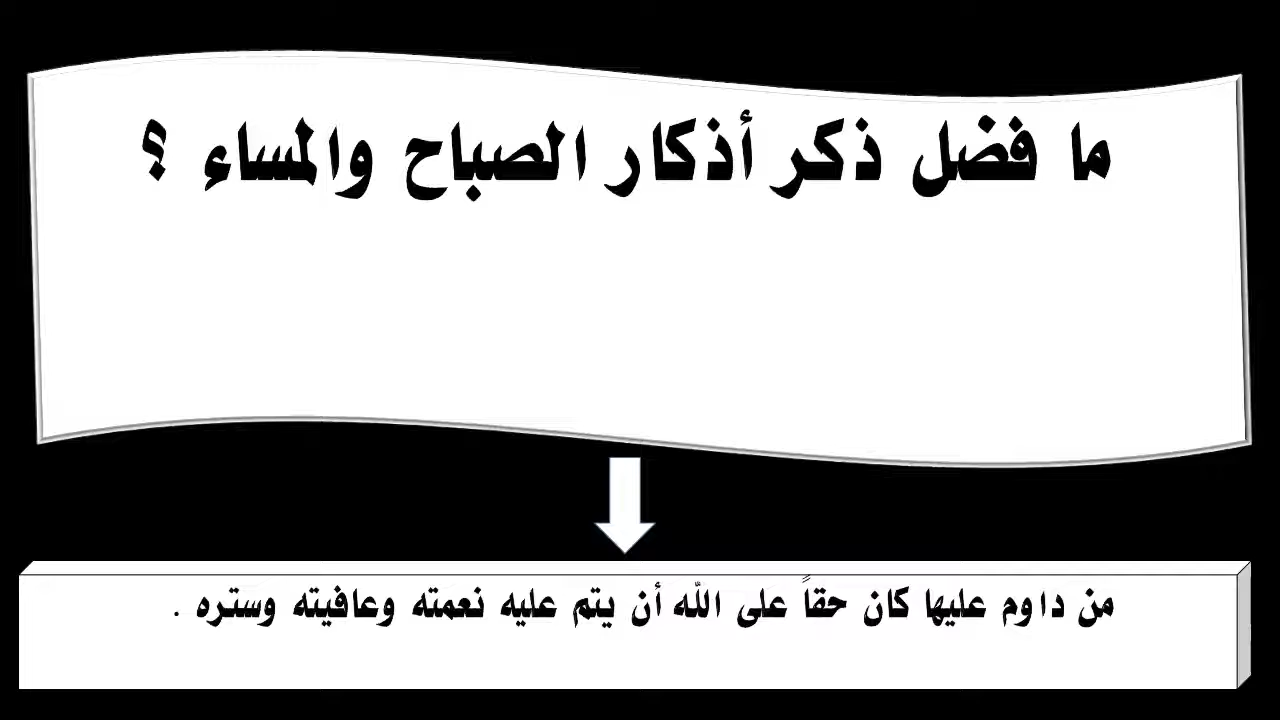 ما فضل ذكر أذكار الصباح والمساء ؟
من داوم عليها كان حقاً على الله أن يتم عليه نعمته وعافيته وستره .